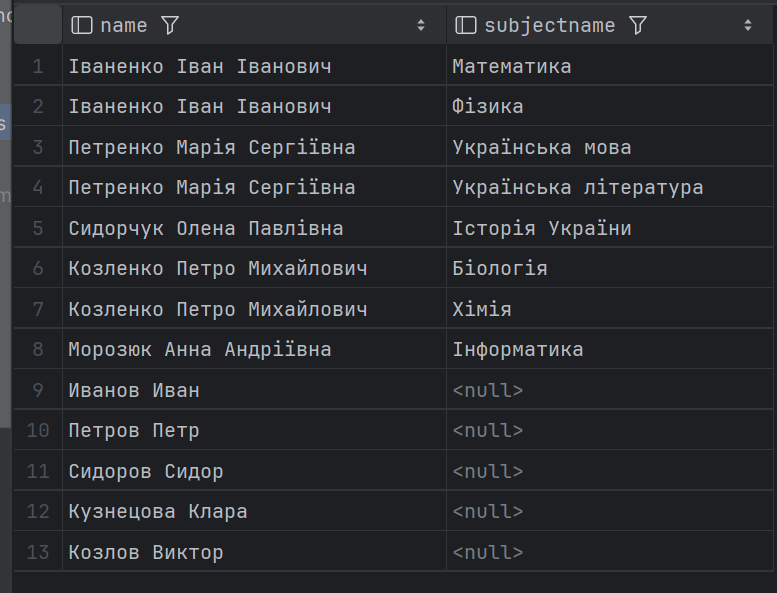 name subjectname
1 Іваненко Іван Іванович Математика
2 Іваненко Іван Іванович Фізика
3 Петренко Марія Сергіївна Українська мова
4 Петренко Марія Сергіївна Українська література
5 Сидорчук Олена Павлівна Історія України
6 Козленко Петро Михайлович Біологія
7 Козленко Петро Михайлович Хімія
8 Морозюк Анна Андріївна Інформатика
9 Иванов Иван <null>
10 Петров Петр <null>
11 Сидоров Сидор <null>
12 Кузнецова Клара <null>
13 Козлов Виктор <null>